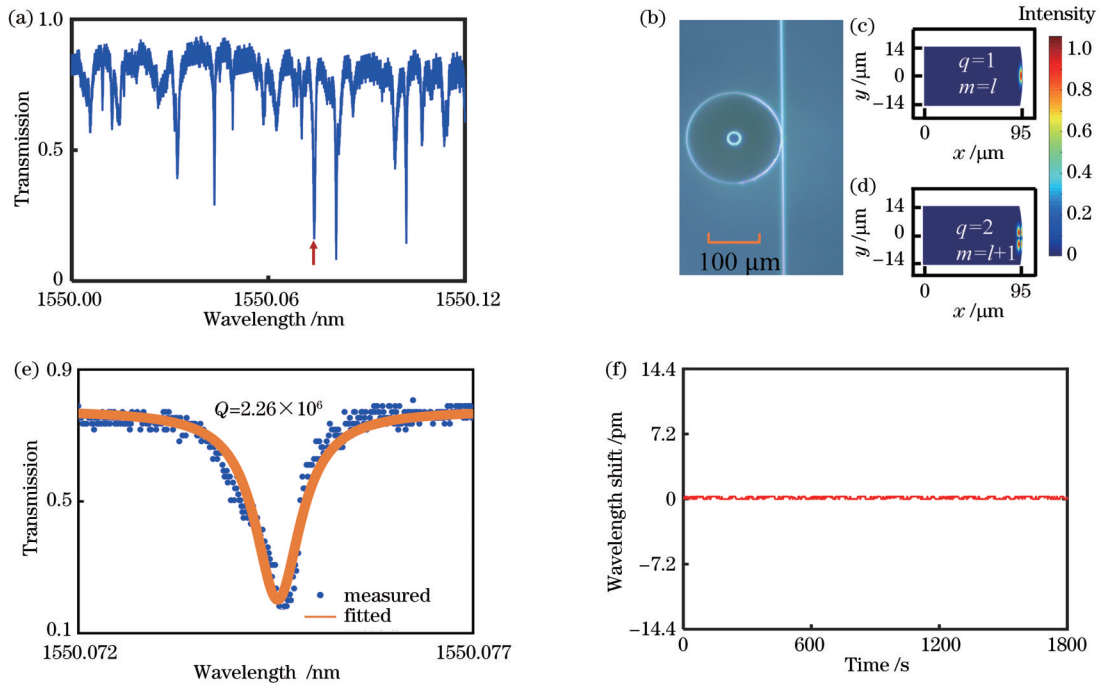 (a)
1.0
0.5
0
Transmission
1550.00
1550.06
1550.12
Wavelength /nm
(b)
100 μm
(c)
14
0
−14
y /μm
q=1
m=l
0
95
x /μm
(d)
14
0
−14
y /μm
q=2
m=l+1
0
95
x /μm
Intensity
1.0
0.8
0.6
0.4
0.2
0
(e)
0.9
0.5
0.1
Transmission
Q=2.26×10⁶
measured
fitted
1550.072
1550.077
Wavelength /nm
(f)
14.4
7.2
0
−7.2
−14.4
Wavelength shift /pm
0
600
1200
1800
Time /s